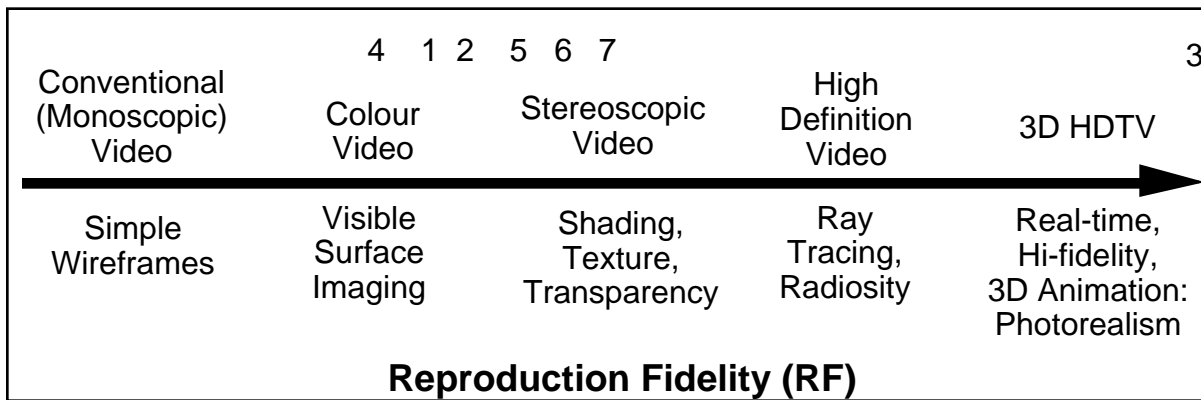 4 1 2 5 6 7 3
Conventional
(Monoscopic)
Video
Colour
Video
Stereoscopic
Video
High
Definition
Video
3D HDTV
Simple
Wireframes
Visible
Surface
Imaging
Shading,
Texture,
Transparency
Ray
Tracing,
Radiosity
Real-time,
Hi-fidelity,
3D Animation:
Photorealism
Reproduction Fidelity (RF)